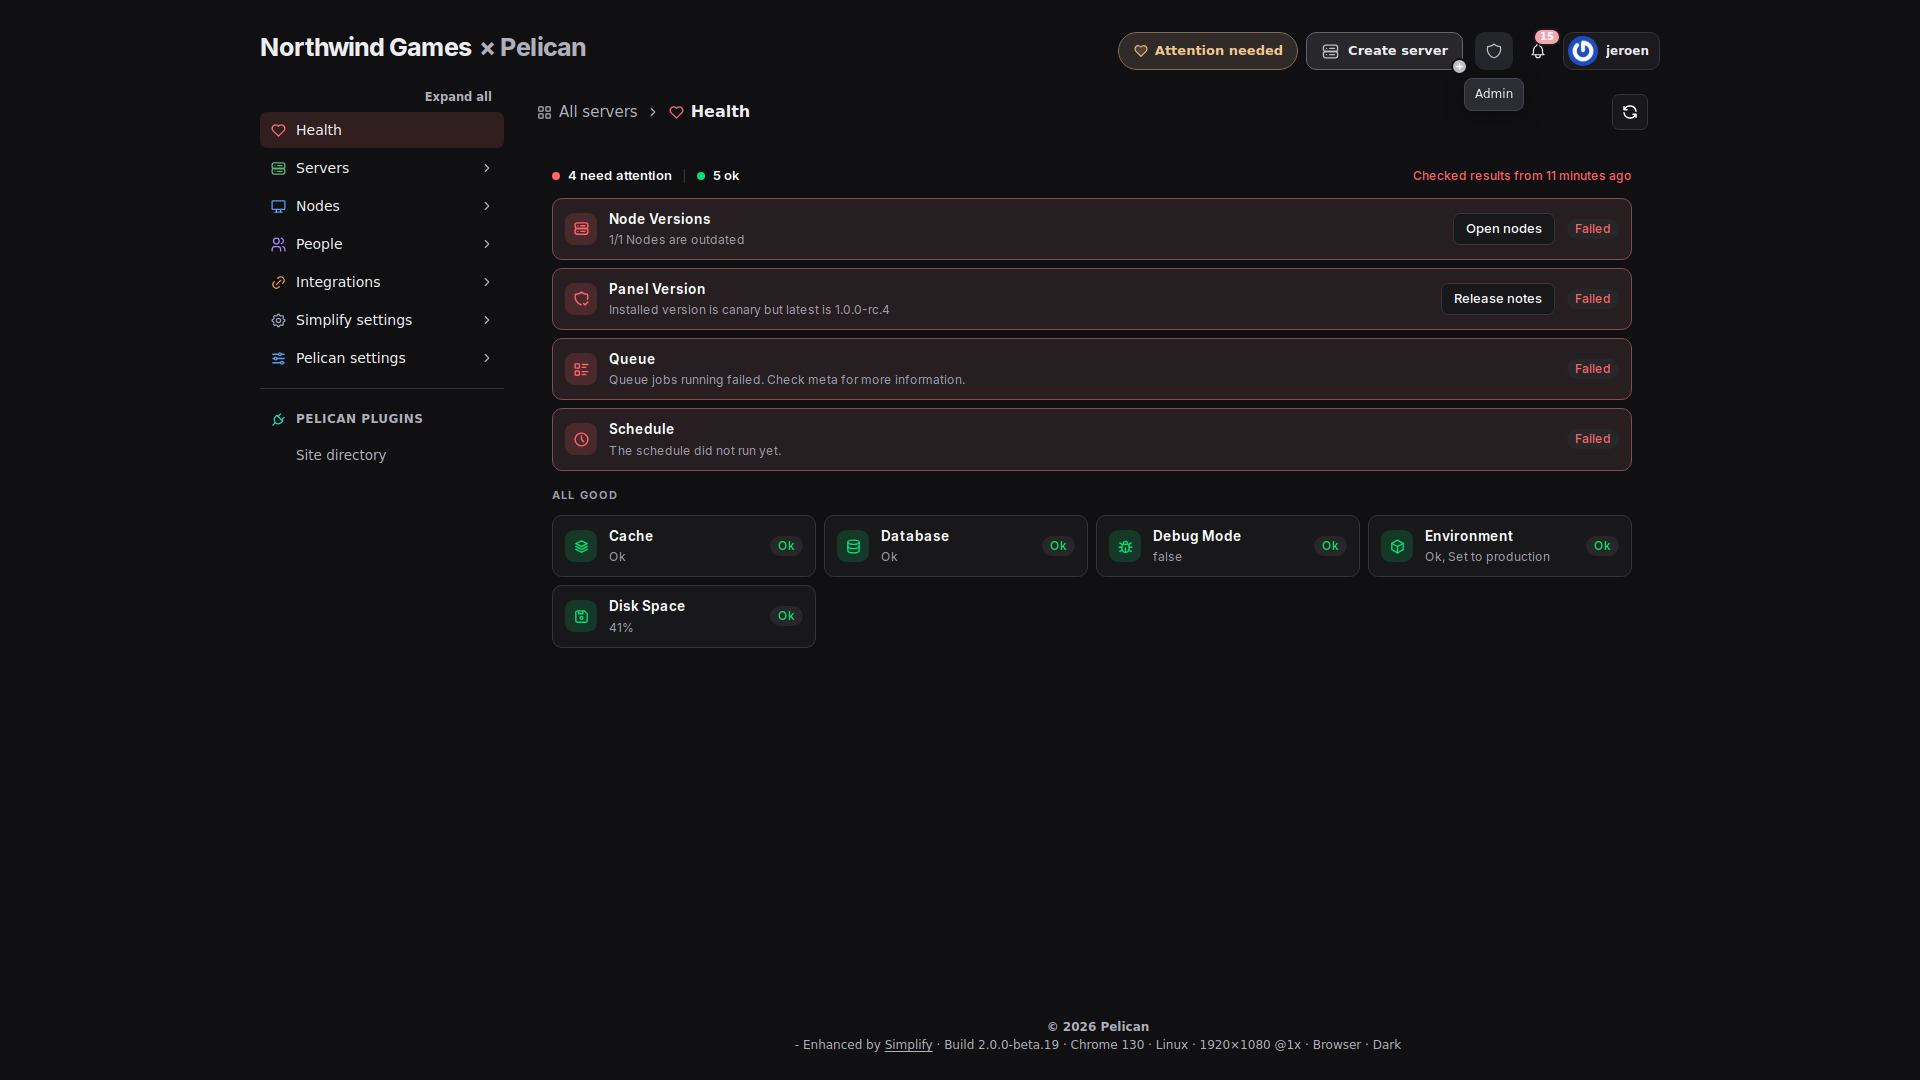 Northwind Games × Pelican
Attention needed
Create server
15
jeroen
Admin
Expand all
Health
Servers
Nodes
People
Integrations
Simplify settings
Pelican settings
PELICAN PLUGINS
Site directory
All servers > Health
4 need attention | 5 ok
Checked results from 11 minutes ago
Node Versions
1/1 Nodes are outdated
Open nodes
Failed
Panel Version
Installed version is canary but latest is 1.0.0-rc.4
Release notes
Failed
Queue
Queue jobs running failed. Check meta for more information.
Failed
Schedule
The schedule did not run yet.
Failed
ALL GOOD
Cache
Ok
Ok
Database
Ok
Ok
Debug Mode
false
Ok
Environment
Ok, Set to production
Ok
Disk Space
41%
Ok
© 2026 Pelican
- Enhanced by Simplify · Build 2.0.0-beta.19 · Chrome 130 · Linux · 1920×1080 @1x · Browser · Dark